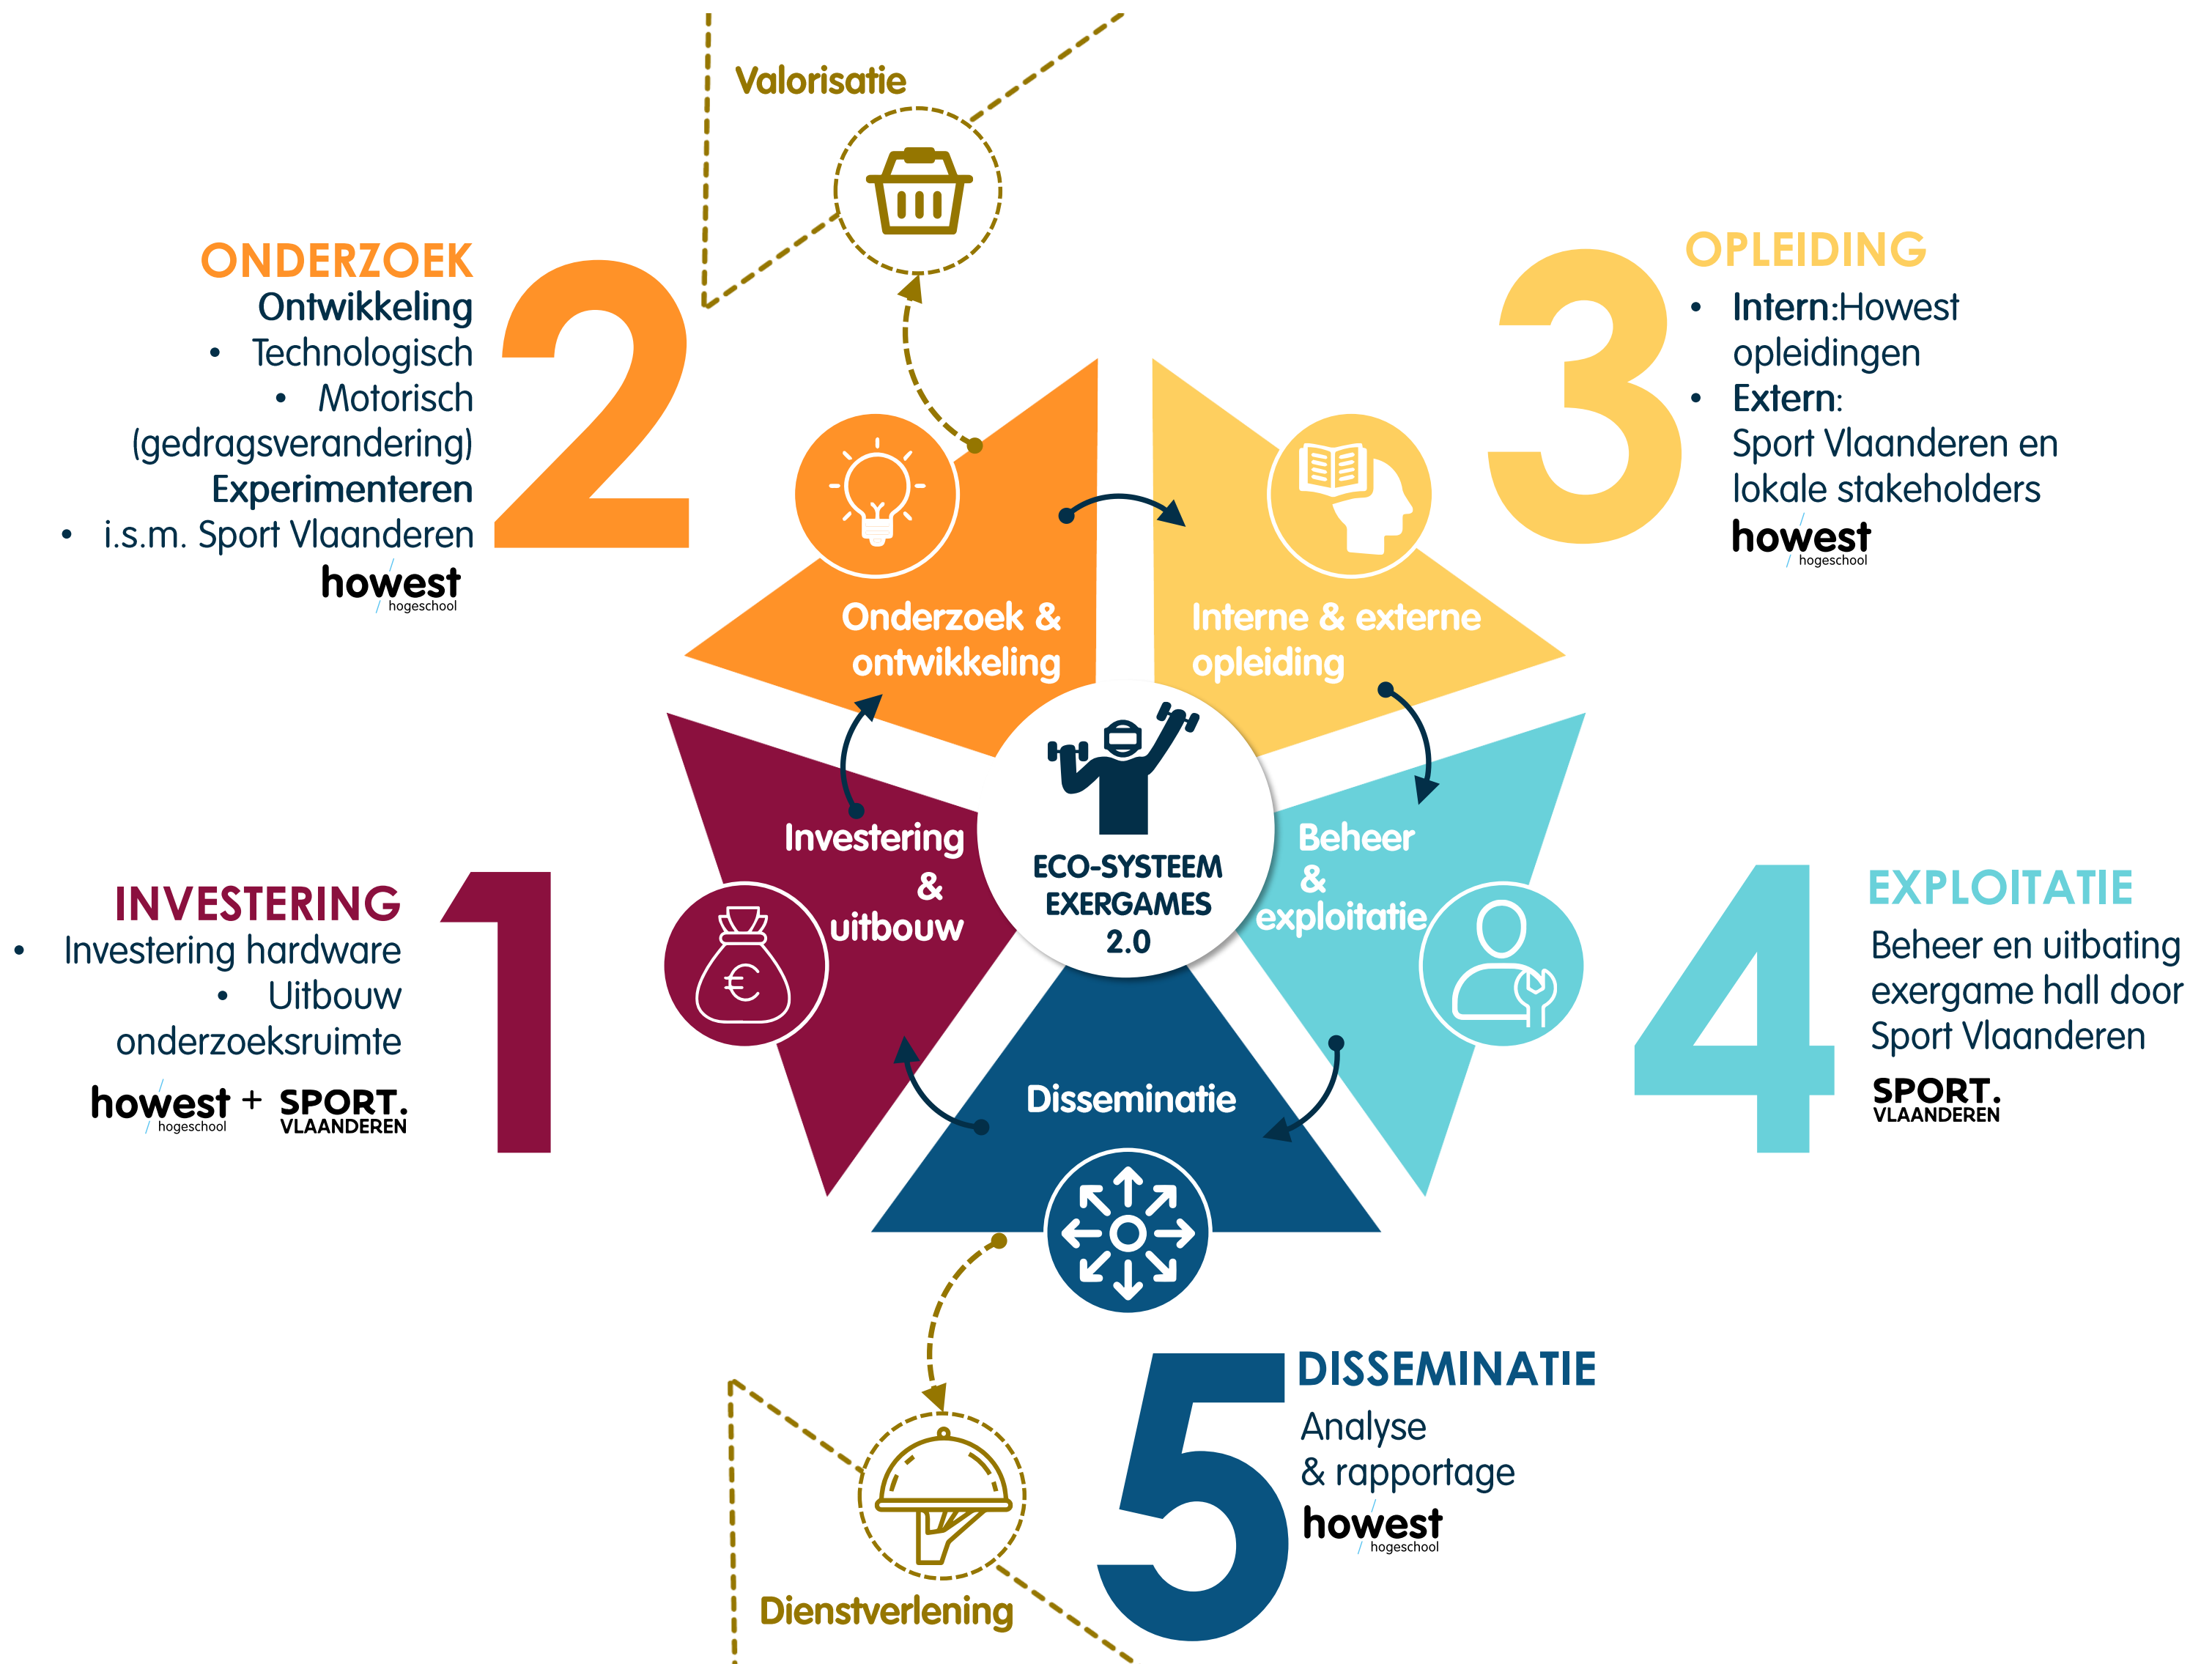 Valorisatie
ONDERZOEK
Ontwikkeling
• Technologisch
• Motorisch
(gedragsverandering)
Experimenteren
• i.s.m. Sport Vlaanderen
howest
hogeschool
2
3
OPLEIDING
• Intern:Howest
opleidingen
• Extern:
Sport Vlaanderen en
lokale stakeholders
howest
hogeschool
Onderzoek &
ontwikkeling
Interne & externe
opleiding
Investering
&
uitbouw
ECO-SYSTEEM
EXERGAMES
2.0
Beheer
&
exploitatie
INVESTERING
• Investering hardware
• Uitbouw
onderzoeksruimte
howest + SPORT.
hogeschool VLAANDEREN
1
€
4
EXPLOITATIE
Beheer en uitbating
exergame hall door
Sport Vlaanderen
SPORT.
VLAANDEREN
Disseminatie
5
DISSEMINATIE
Analyse
& rapportage
howest
hogeschool
Dienstverlening